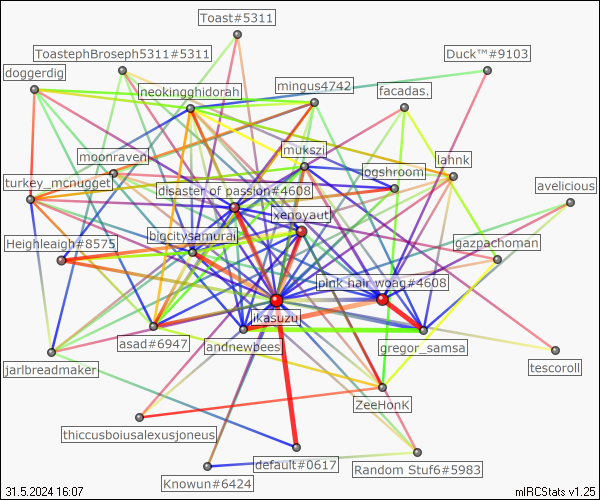 Toast#5311
ToastephBroseph5311#5311
Duck™#9103
doggerdig
neokingghidorah
mingus4742
facadas.
mukszi
moonraven
lahnk
ogshroom
turkey_mcnugget
disaster of passion#4608
avelicious
xenoyaut
Heighleaigh#8575
bigcitysamurai
gazpachoman
pink hair woag#4608
ikasuzu
asad#6947
andnewbees
gregor_samsa
jarlbreadmaker
tescoroll
ZeeHonK
thiccusboiusalexusjoneus
default#0617
Random Stuf6#5983
Knowun#6424
31.5.2024 16:07
mIRCStats v1.25